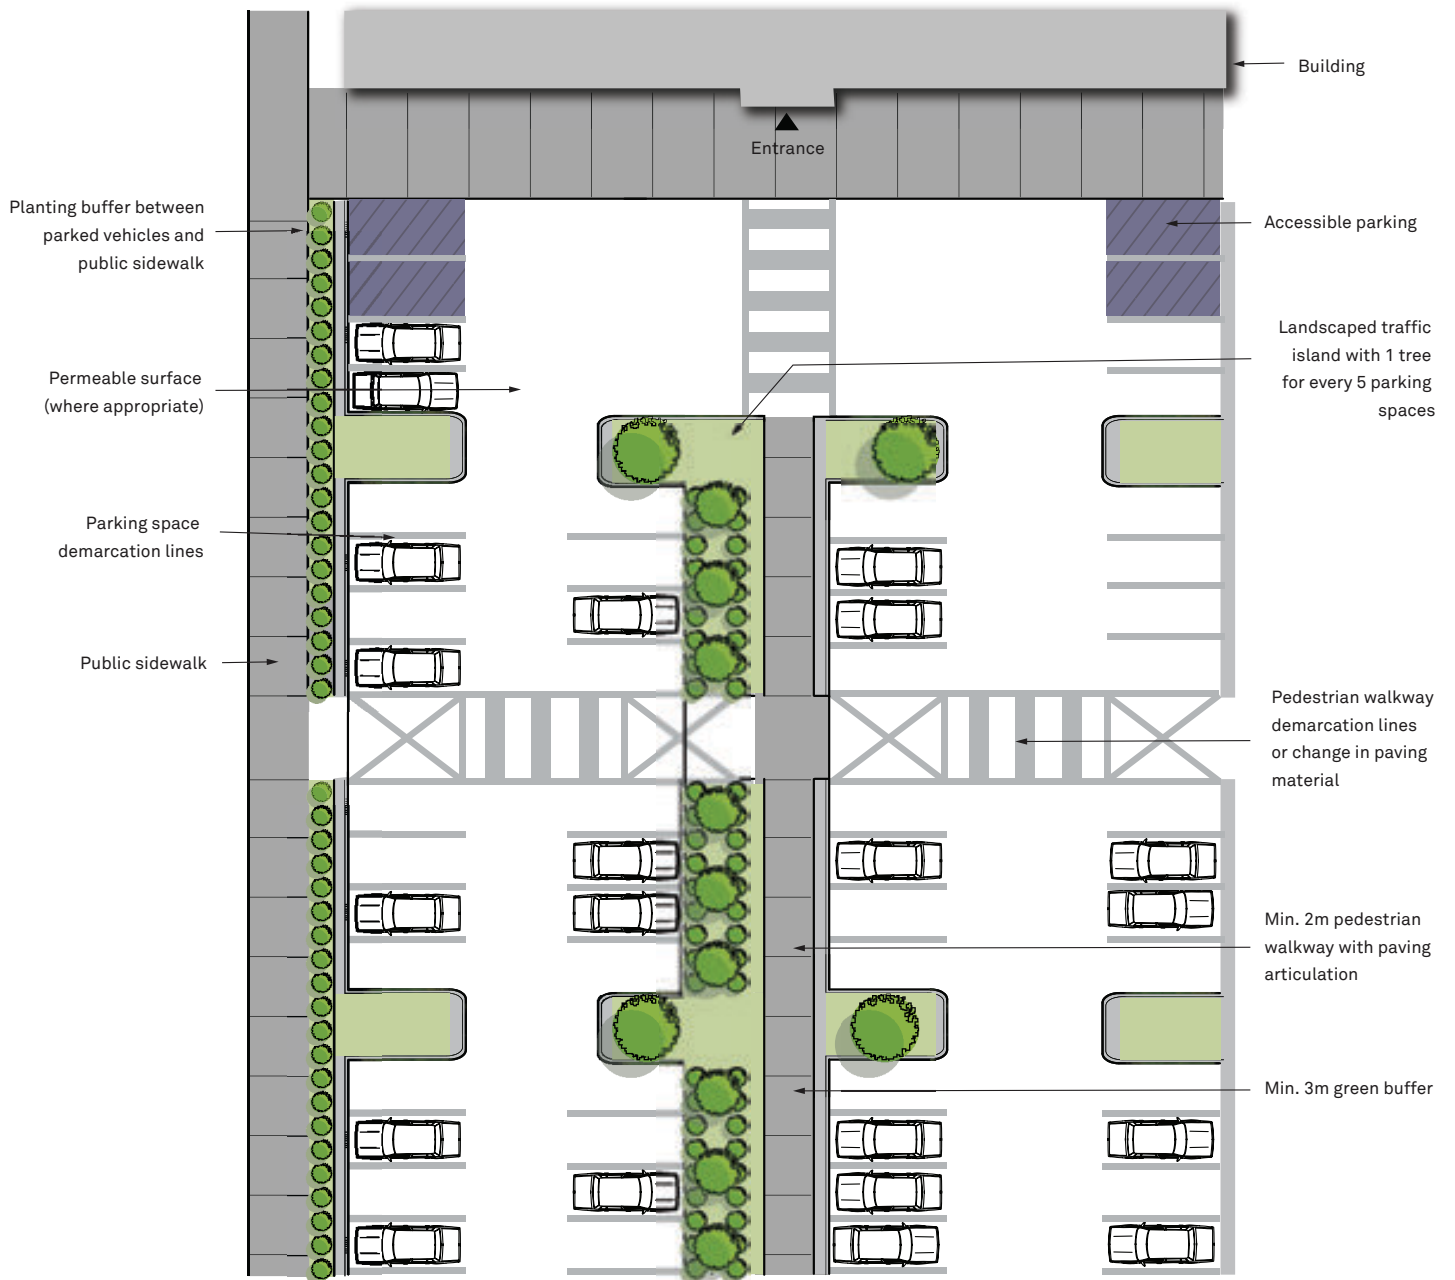 Building
Entrance
Planting buffer between
parked vehicles and
public sidewalk
Accessible parking
Landscaped traffic
island with 1 tree
for every 5 parking
spaces
Permeable surface
(where appropriate)
Parking space
demarcation lines
Public sidewalk
Pedestrian walkway
demarcation lines
or change in paving
material
Min. 2m pedestrian
walkway with paving
articulation
Min. 3m green buffer